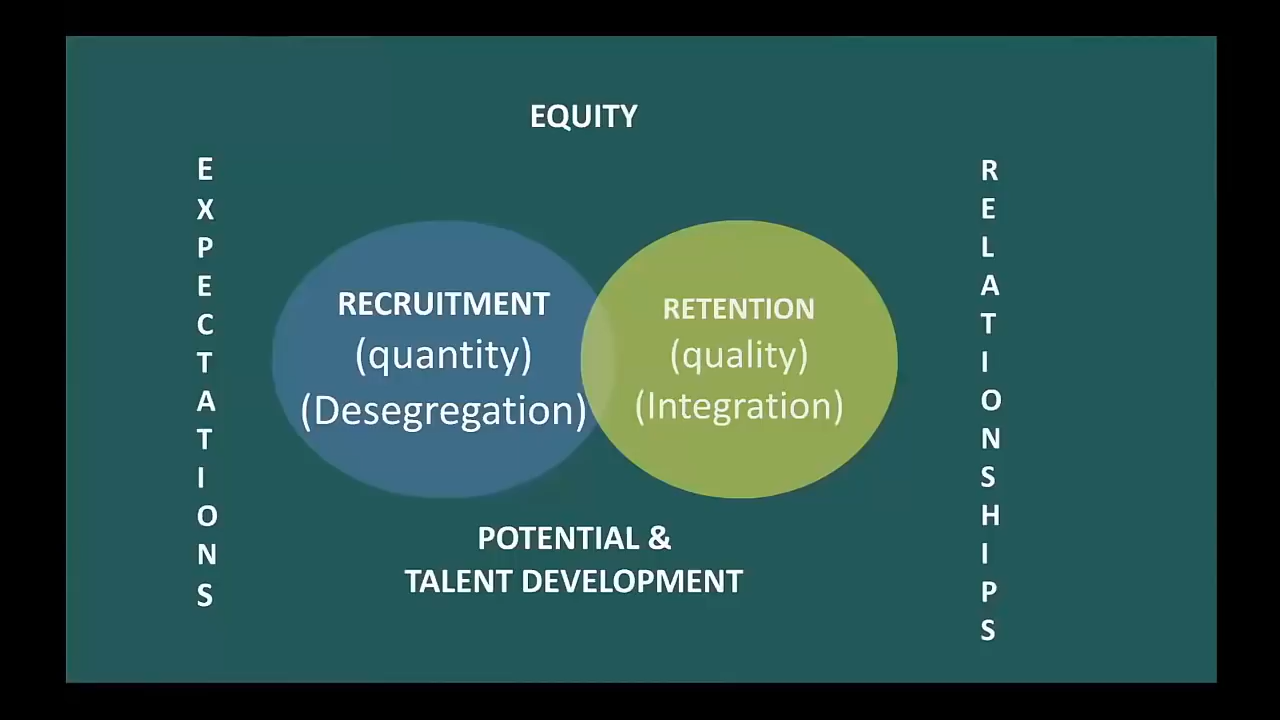 EQUITY
EXPECTATIONS
RECRUITMENT
(quantity)
(Desegregation)
RETENTION
(quality)
(Integration)
RELATIONSHIPS
POTENTIAL &
TALENT DEVELOPMENT